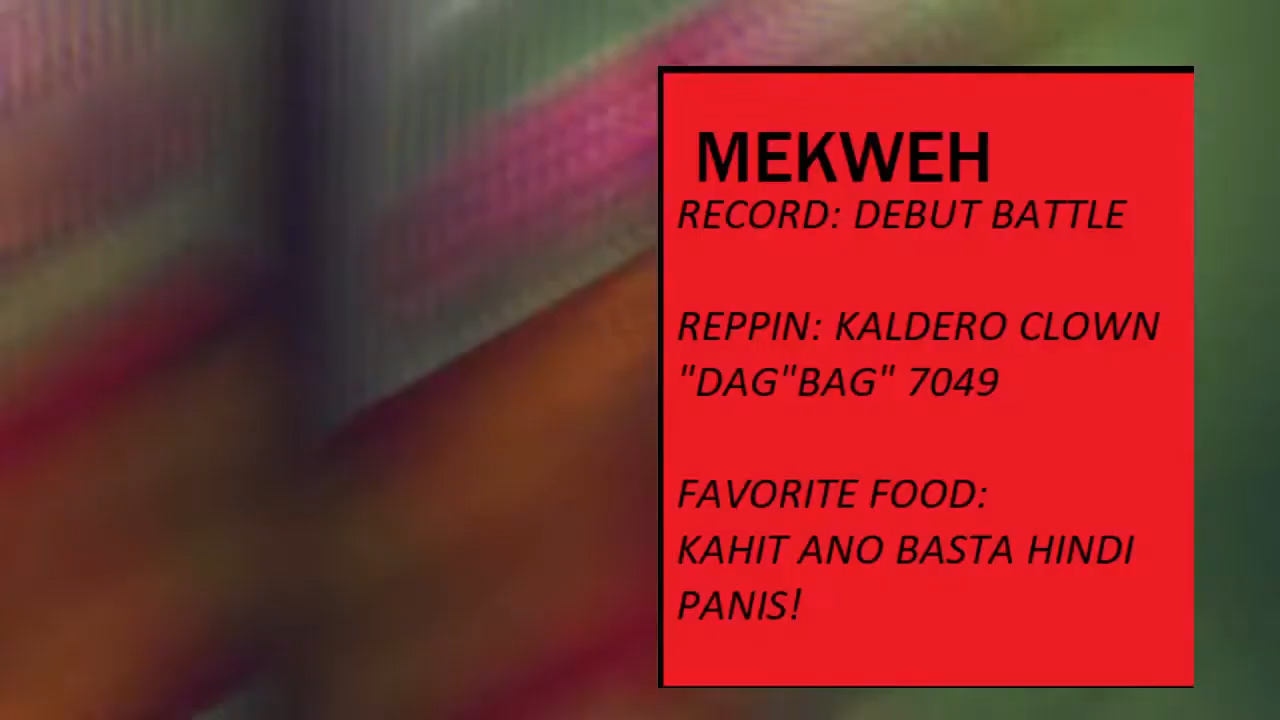 MEKWEH
RECORD: DEBUT BATTLE
REPPIN: KALDERO CLOWN
"DAG"BAG" 7049
FAVORITE FOOD:
KAHIT ANO BASTA HINDI
PANIS!